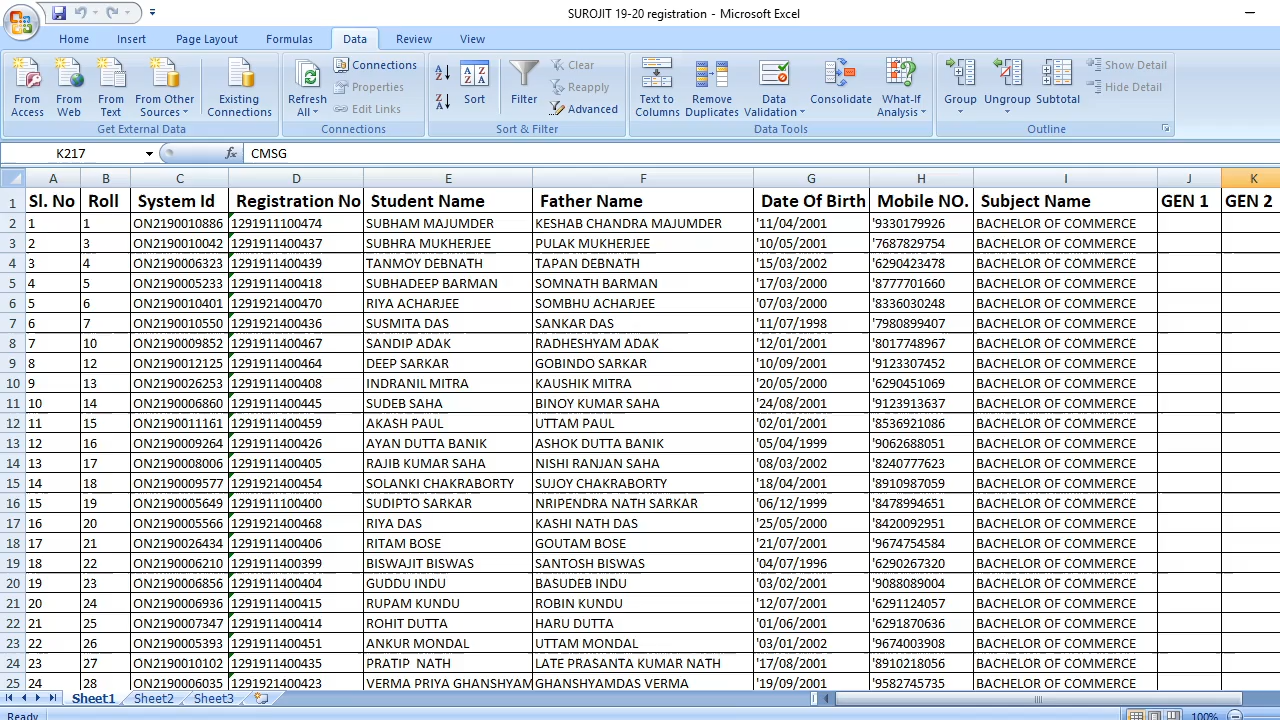 SUROJIT 19-20 registration - Microsoft Excel
Home Insert Page Layout Formulas Data Review View
From Access From Web From Text From Other Sources Existing Connections Refresh All Connections Properties Edit Links Sort Filter Clear Reapply Advanced Text to Columns Remove Duplicates Data Validation Consolidate What-If Analysis Group Ungroup Subtotal Show Detail Hide Detail
Get External Data Connections Sort & Filter Data Tools Outline
K217 fx CMSG
A B C D E F G H I J K
1 Sl. No Roll System Id Registration No Student Name Father Name Date Of Birth Mobile NO. Subject Name GEN 1 GEN 2
2 1 1 ON2190010886 1291911100474 SUBHAM MAJUMDER KESHAB CHANDRA MAJUMDER '11/04/2001 '9330179926 BACHELOR OF COMMERCE
3 2 3 ON2190010042 1291911400437 SUBHRA MUKHERJEE PULAK MUKHERJEE '10/05/2001 '7687829754 BACHELOR OF COMMERCE
4 3 4 ON2190006323 1291911400439 TANMOY DEBNATH TAPAN DEBNATH '15/03/2002 '6290423478 BACHELOR OF COMMERCE
5 4 5 ON2190005233 1291911400418 SUBHADEEP BARMAN SOMNATH BARMAN '17/03/2000 '8777701660 BACHELOR OF COMMERCE
6 5 6 ON2190010401 1291921400470 RIYA ACHARJEE SOMBHU ACHARJEE '07/03/2000 '8336030248 BACHELOR OF COMMERCE
7 6 7 ON2190010550 1291921400436 SUSMITA DAS SANKAR DAS '11/07/1998 '7980899407 BACHELOR OF COMMERCE
8 7 10 ON2190009852 1291911400467 SANDIP ADAK RADHESHYAM ADAK '12/01/2001 '8017748967 BACHELOR OF COMMERCE
9 8 12 ON2190012125 1291911400464 DEEP SARKAR GOBINDO SARKAR '10/09/2001 '9123307452 BACHELOR OF COMMERCE
10 9 13 ON2190026253 1291911400408 INDRANIL MITRA KAUSHIK MITRA '20/05/2000 '6290451069 BACHELOR OF COMMERCE
11 10 14 ON2190006860 1291911400445 SUDEB SAHA BINOY KUMAR SAHA '24/08/2001 '9123913637 BACHELOR OF COMMERCE
12 11 15 ON2190011161 1291911400459 AKASH PAUL UTTAM PAUL '02/01/2001 '8536921086 BACHELOR OF COMMERCE
13 12 16 ON2190009264 1291911400426 AYAN DUTTA BANIK ASHOK DUTTA BANIK '05/04/1999 '9062688051 BACHELOR OF COMMERCE
14 13 17 ON2190008006 1291911400405 RAJIB KUMAR SAHA NISHI RANJAN SAHA '08/03/2002 '8240777623 BACHELOR OF COMMERCE
15 14 18 ON2190009577 1291921400454 SOLANKI CHAKRABORTY SUJOY CHAKRABORTY '18/04/2001 '8910987059 BACHELOR OF COMMERCE
16 15 19 ON2190005649 1291911100400 SUDIPTO SARKAR NRIPENDRA NATH SARKAR '06/12/1999 '8478994651 BACHELOR OF COMMERCE
17 16 20 ON2190005566 1291921400468 RIYA DAS KASHI NATH DAS '25/05/2000 '8420092951 BACHELOR OF COMMERCE
18 17 21 ON2190026434 1291911400406 RITAM BOSE GOUTAM BOSE '21/07/2001 '9674754384 BACHELOR OF COMMERCE
19 18 22 ON2190006210 1291911400399 BISWAJIT BISWAS SANTOSH BISWAS '04/07/1996 '6290267320 BACHELOR OF COMMERCE
20 19 23 ON2190006856 1291911400404 GUDDU INDU BASUDEB INDU '03/02/2001 '9088089004 BACHELOR OF COMMERCE
21 20 24 ON2190006936 1291911400415 RUPAM KUNDU ROBIN KUNDU '12/07/2001 '6291124057 BACHELOR OF COMMERCE
22 21 25 ON2190007347 1291911400414 ROHIT DUTTA HARU DUTTA '01/06/2001 '6291870636 BACHELOR OF COMMERCE
23 22 26 ON2190005393 1291911400451 ANKUR MONDAL UTTAM MONDAL '03/01/2002 '9674003908 BACHELOR OF COMMERCE
24 23 27 ON2190010102 1291911400435 PRATIP NATH LATE PRASANTA KUMAR NATH '17/08/2001 '8910218056 BACHELOR OF COMMERCE
25 24 28 ON2190006035 1291921400423 VERMA PRIYA GHANSHYAM GHANSHYAMDAS VERMA '19/09/2001 '9582745735 BACHELOR OF COMMERCE
Sheet1 Sheet2 Sheet3
Ready 100%